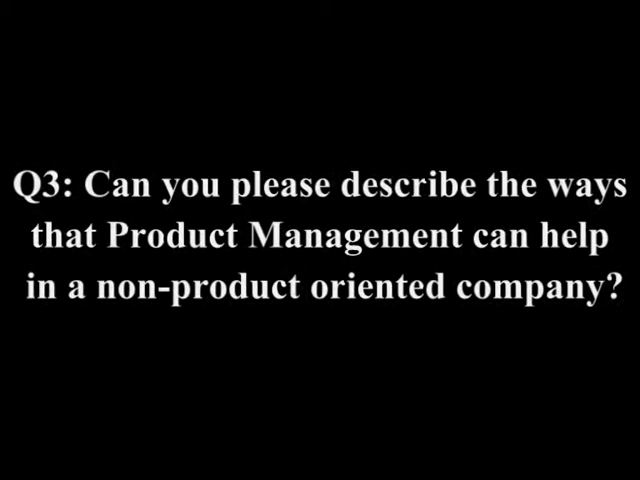 Q3: Can you please describe the ways
that Product Management can help
in a non-product oriented company?